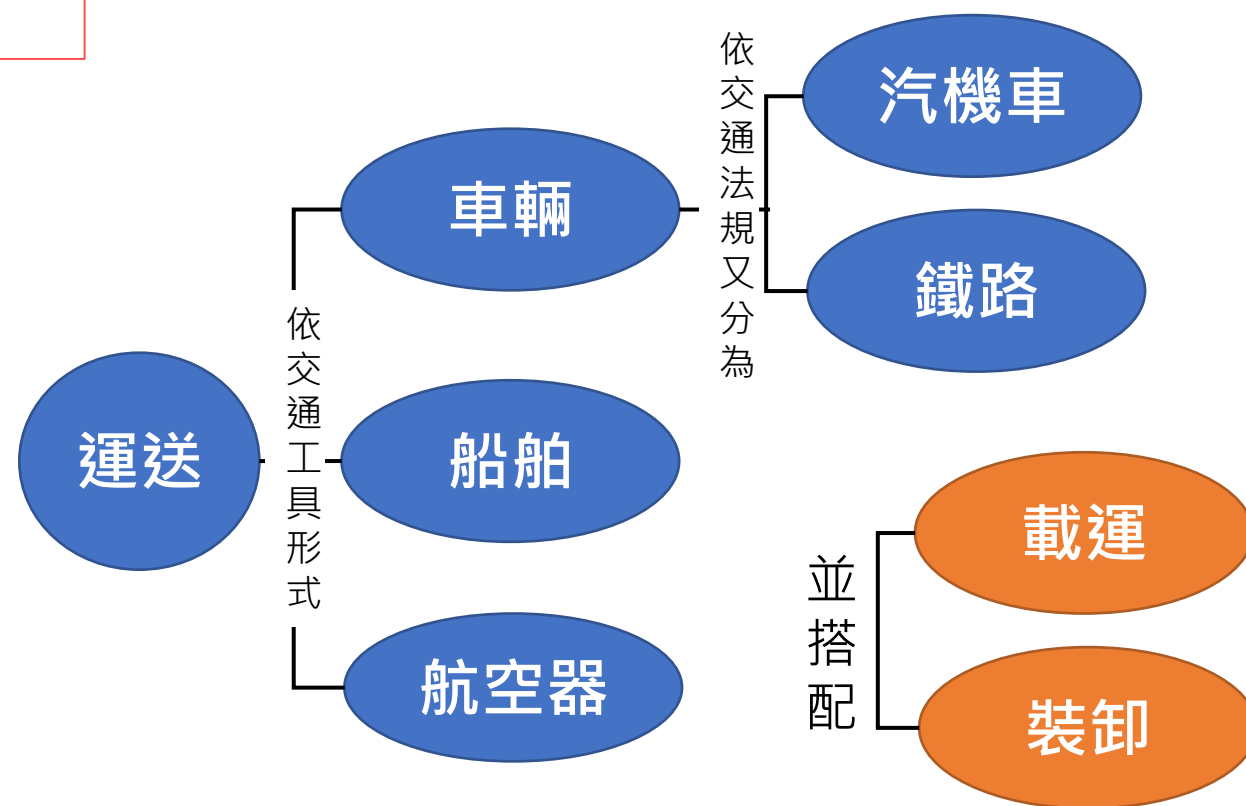 運送
依交通工具形式
車輛
船舶
航空器
依交通法規又分為
汽機車
鐵路
並搭配
載運
裝卸